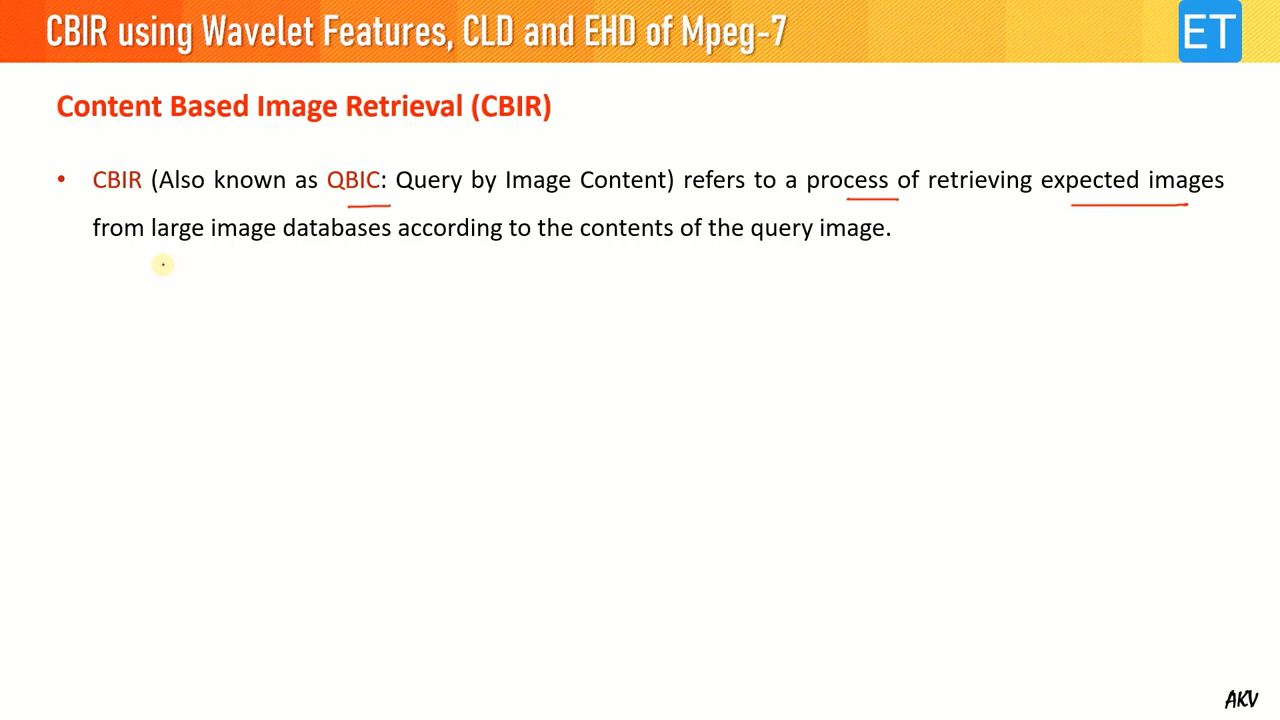 CBIR using Wavelet Features, CLD and EHD of Mpeg-7
ET
Content Based Image Retrieval (CBIR)
• CBIR (Also known as QBIC: Query by Image Content) refers to a process of retrieving expected images
from large image databases according to the contents of the query image.
AKV